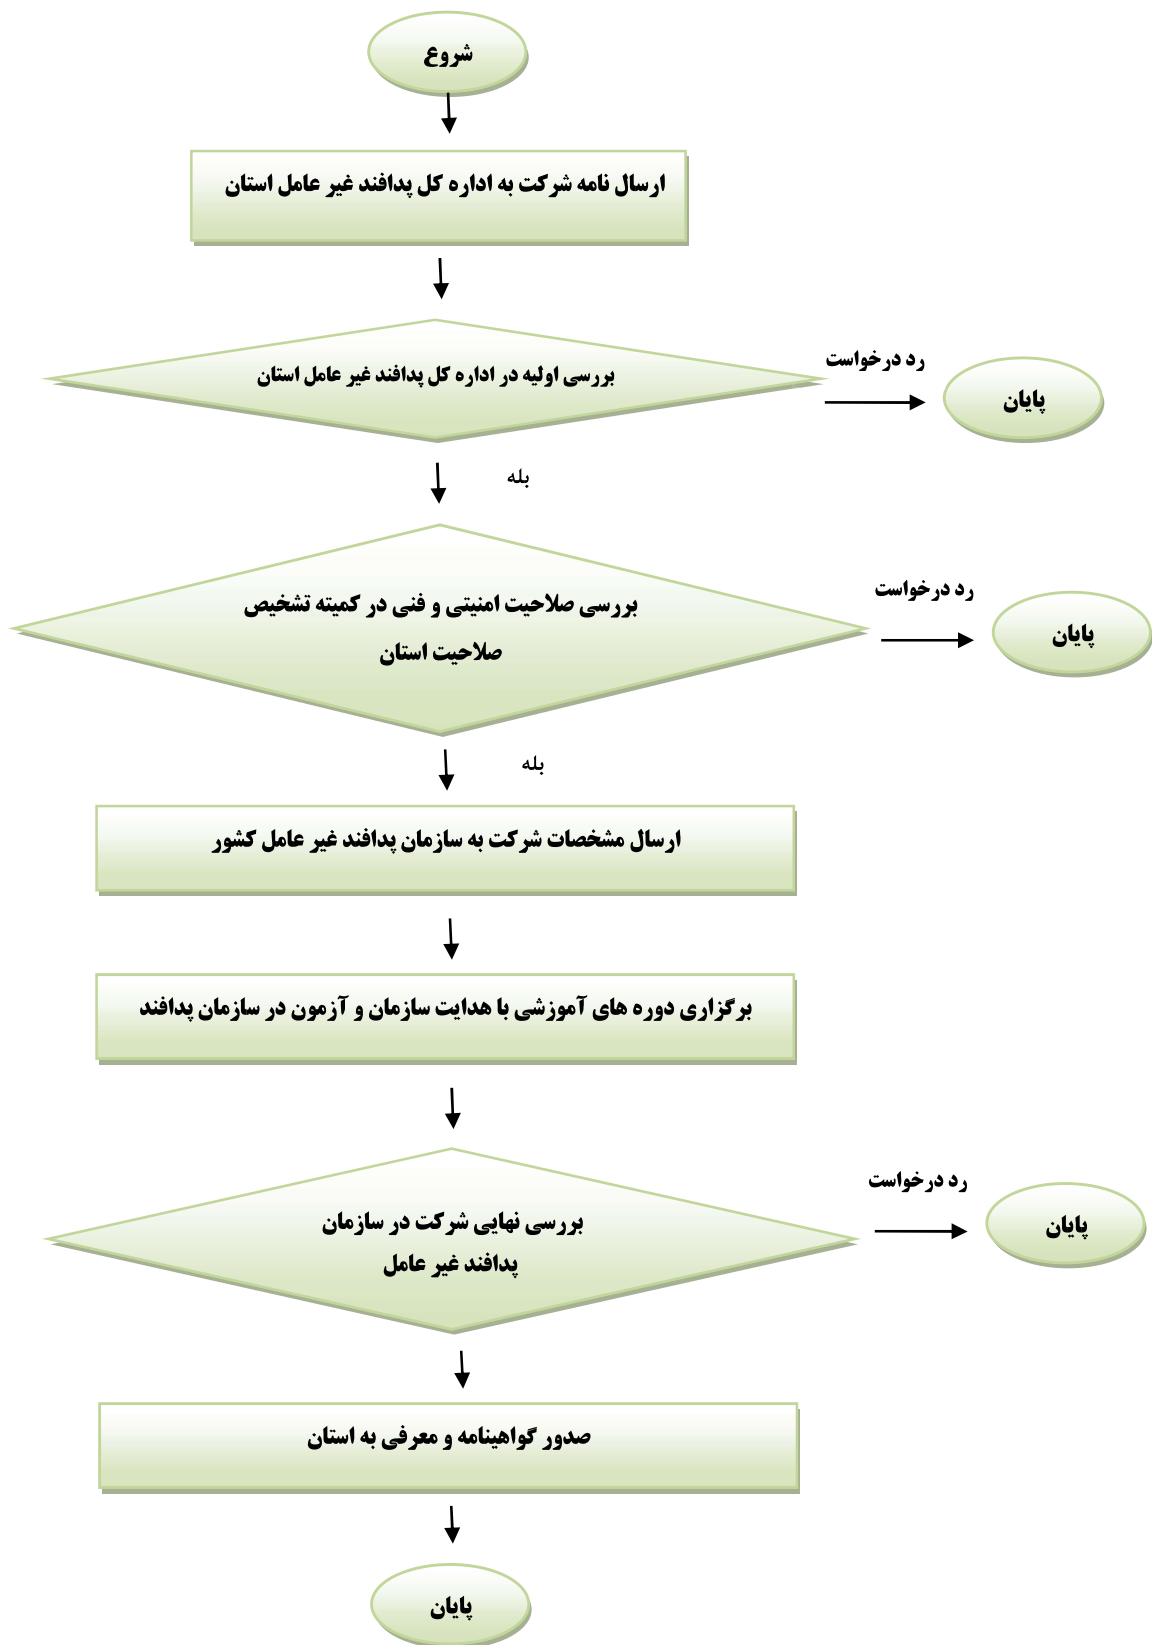 شروع
ارسال نامه شرکت به اداره کل پدافند غیر عامل استان
بررسی اولیه در اداره کل پدافند غیر عامل استان
رد درخواست
پایان
بله
بررسی صلاحیت امنیتی و فنی در کمیته تشخیص
صلاحیت استان
رد درخواست
پایان
بله
ارسال مشخصات شرکت به سازمان پدافند غیر عامل کشور
برگزاری دوره های آموزشی با هدایت سازمان و آزمون در سازمان پدافند
بررسی نهایی شرکت در سازمان
پدافند غیر عامل
رد درخواست
پایان
صدور گواهینامه و معرفی به استان
پایان